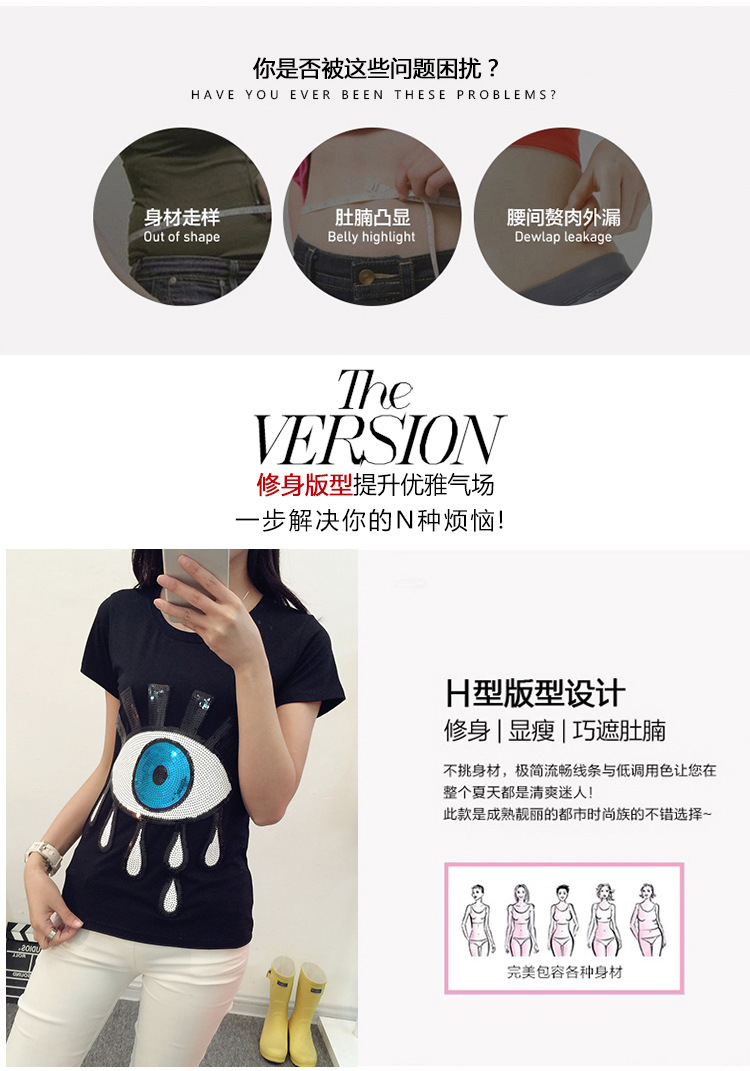 你是否被这些问题困扰？
HAVE YOU EVER BEEN THESE PROBLEMS?
身材走样
Out of shape
肚腩凸显
Belly highlight
腰间赘肉外漏
Dewlap leakage
The
VERSION
修身版型提升优雅气场
一步解决你的N种烦恼!
H型版型设计
修身|显瘦|巧遮肚腩
不挑身材，极简流畅线条与低调用色让您在
整个夏天都是清爽迷人!
此款是成熟靓丽的都市时尚族的不错选择~
完美包容各种身材